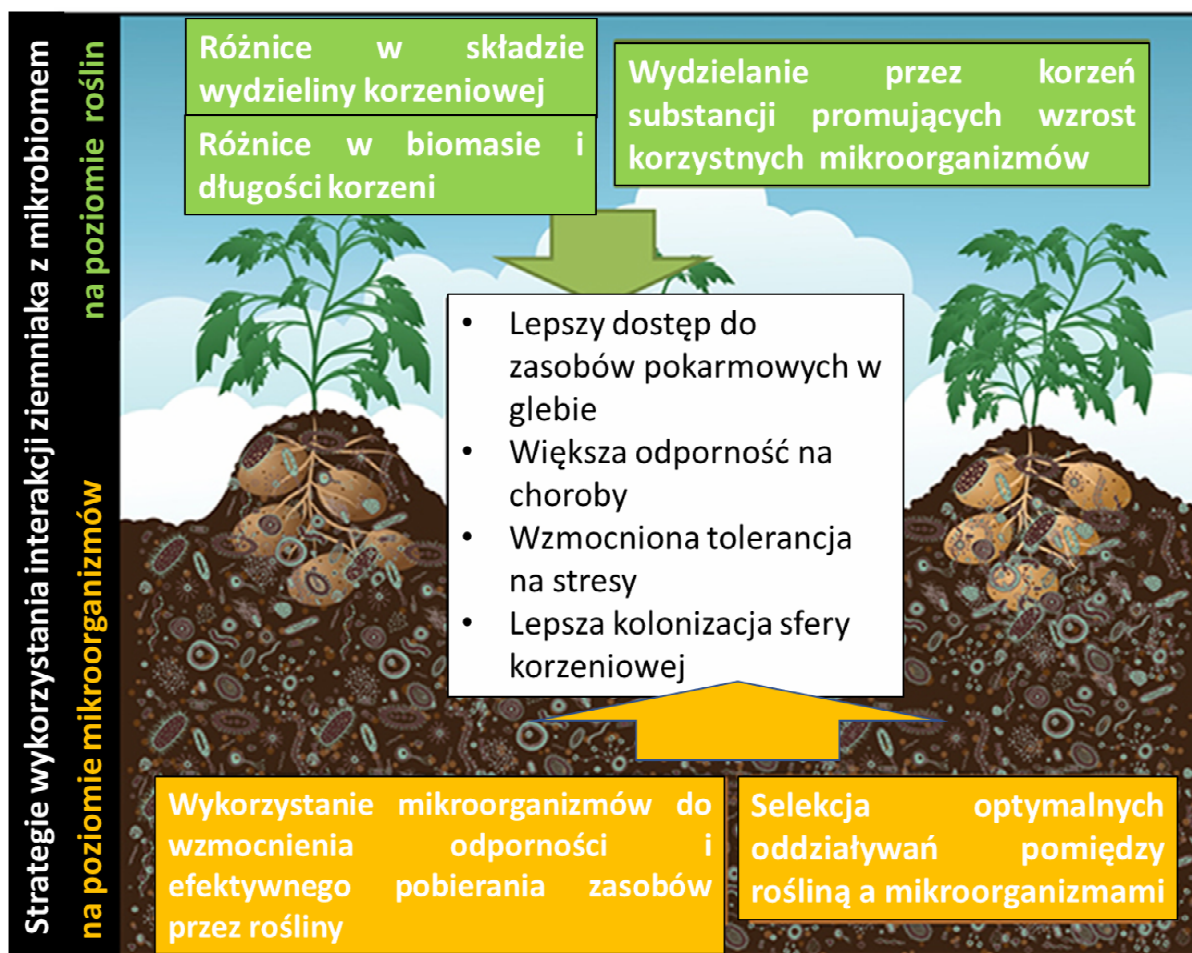 Strategie wykorzystania interakcji ziemniaka z mikrobiomem
na poziomie roślin
na poziomie mikroorganizmów
Różnice w składzie
wydzieliny korzeniowej
Różnice w biomasie i
długości korzeni
Wydzielanie przez korzeń
substancji promujących wzrost
korzystnych mikroorganizmów
• Lepszy dostęp do
zasobów pokarmowych w
glebie
• Większa odporność na
choroby
• Wzmocniona tolerancja
na stresy
• Lepsza kolonizacja sfery
korzeniowej
Wykorzystanie mikroorganizmów do
wzmocnienia odporności i
efektywnego pobierania zasobów
przez rośliny
Selekcja optymalnych
oddziaływań pomiędzy
rośliną a mikroorganizmami